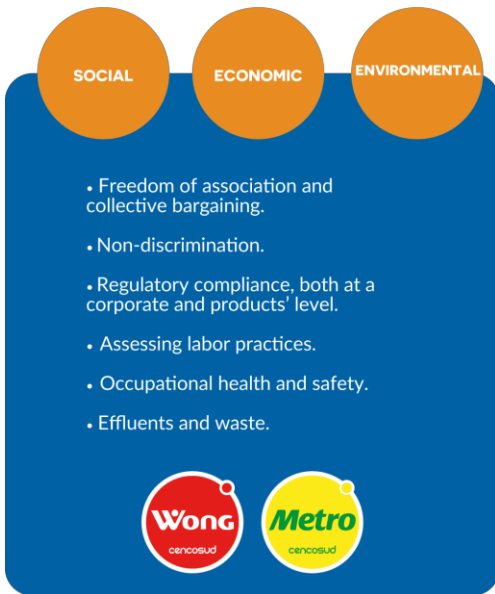 SOCIAL
ECONOMIC
ENVIRONMENTAL
• Freedom of association and
collective bargaining.
• Non-discrimination.
• Regulatory compliance, both at a
corporate and products’ level.
• Assessing labor practices.
• Occupational health and safety.
• Effluents and waste.
Wong
cencosud
Metro
cencosud